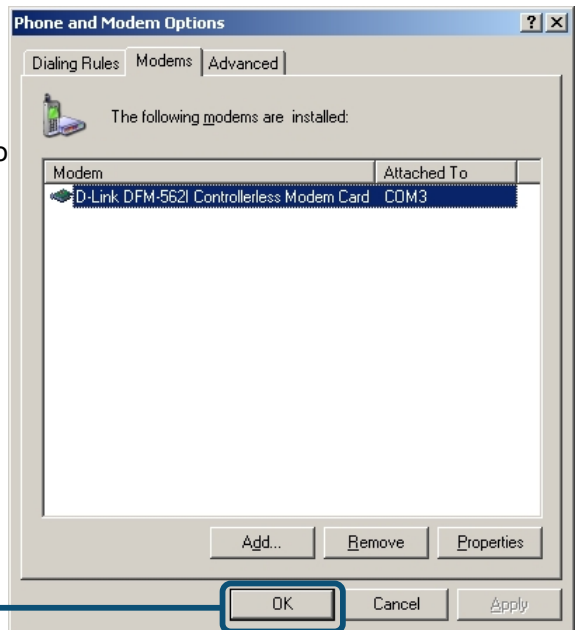 Phone and Modem Options
Dialing Rules Modems Advanced
The following modems are installed:
o
Modem Attached To
D-Link DFM-562I Controllerless Modem Card COM3
Add... Remove Properties
OK Cancel Apply